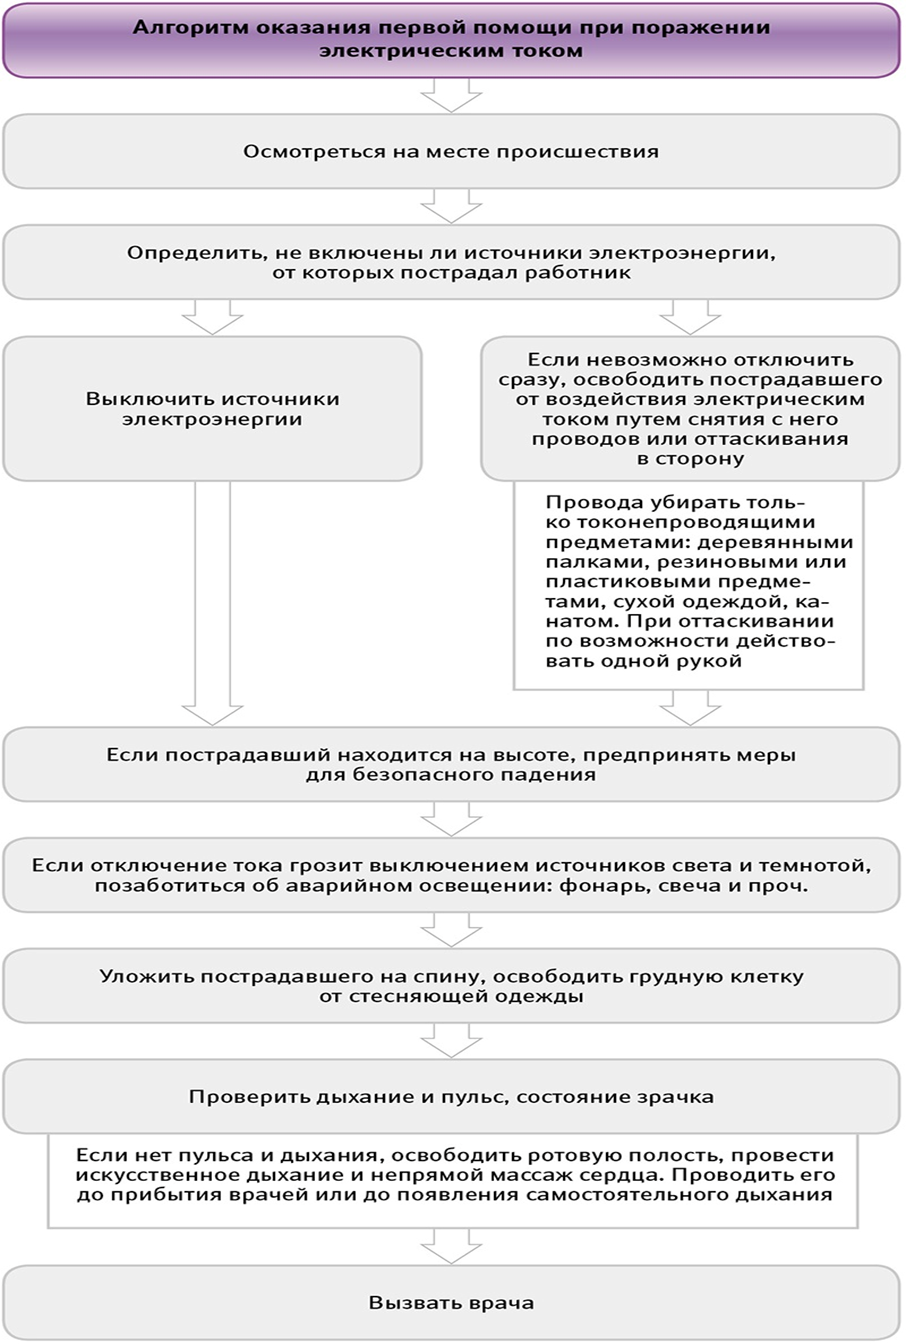 Алгоритм оказания первой помощи при поражении
электрическим током
Осмотреться на месте происшествия
Определить, не включены ли источники электроэнергии,
от которых пострадал работник
Выключить источники
электроэнергии
Если невозможно отключить
сразу, освободить пострадавшего
от воздействия электрическим
током путем снятия с него
проводов или оттаскивания
в сторону
Провода убирать толь-
ко токонепроводящими
предметами: деревянными
палками, резиновыми или
пластиковыми предме-
тами, сухой одеждой, ка-
натом. При оттаскивании
по возможности действо-
вать одной рукой
Если пострадавший находится на высоте, предпринять меры
для безопасного падения
Если отключение тока грозит выключением источников света и темнотой,
позаботиться об аварийном освещении: фонарь, свеча и проч.
Уложить пострадавшего на спину, освободить грудную клетку
от стесняющей одежды
Проверить дыхание и пульс, состояние зрачка
Если нет пульса и дыхания, освободить ротовую полость, провести
искусственное дыхание и непрямой массаж сердца. Проводить его
до прибытия врачей или до появления самостоятельного дыхания
Вызвать врача